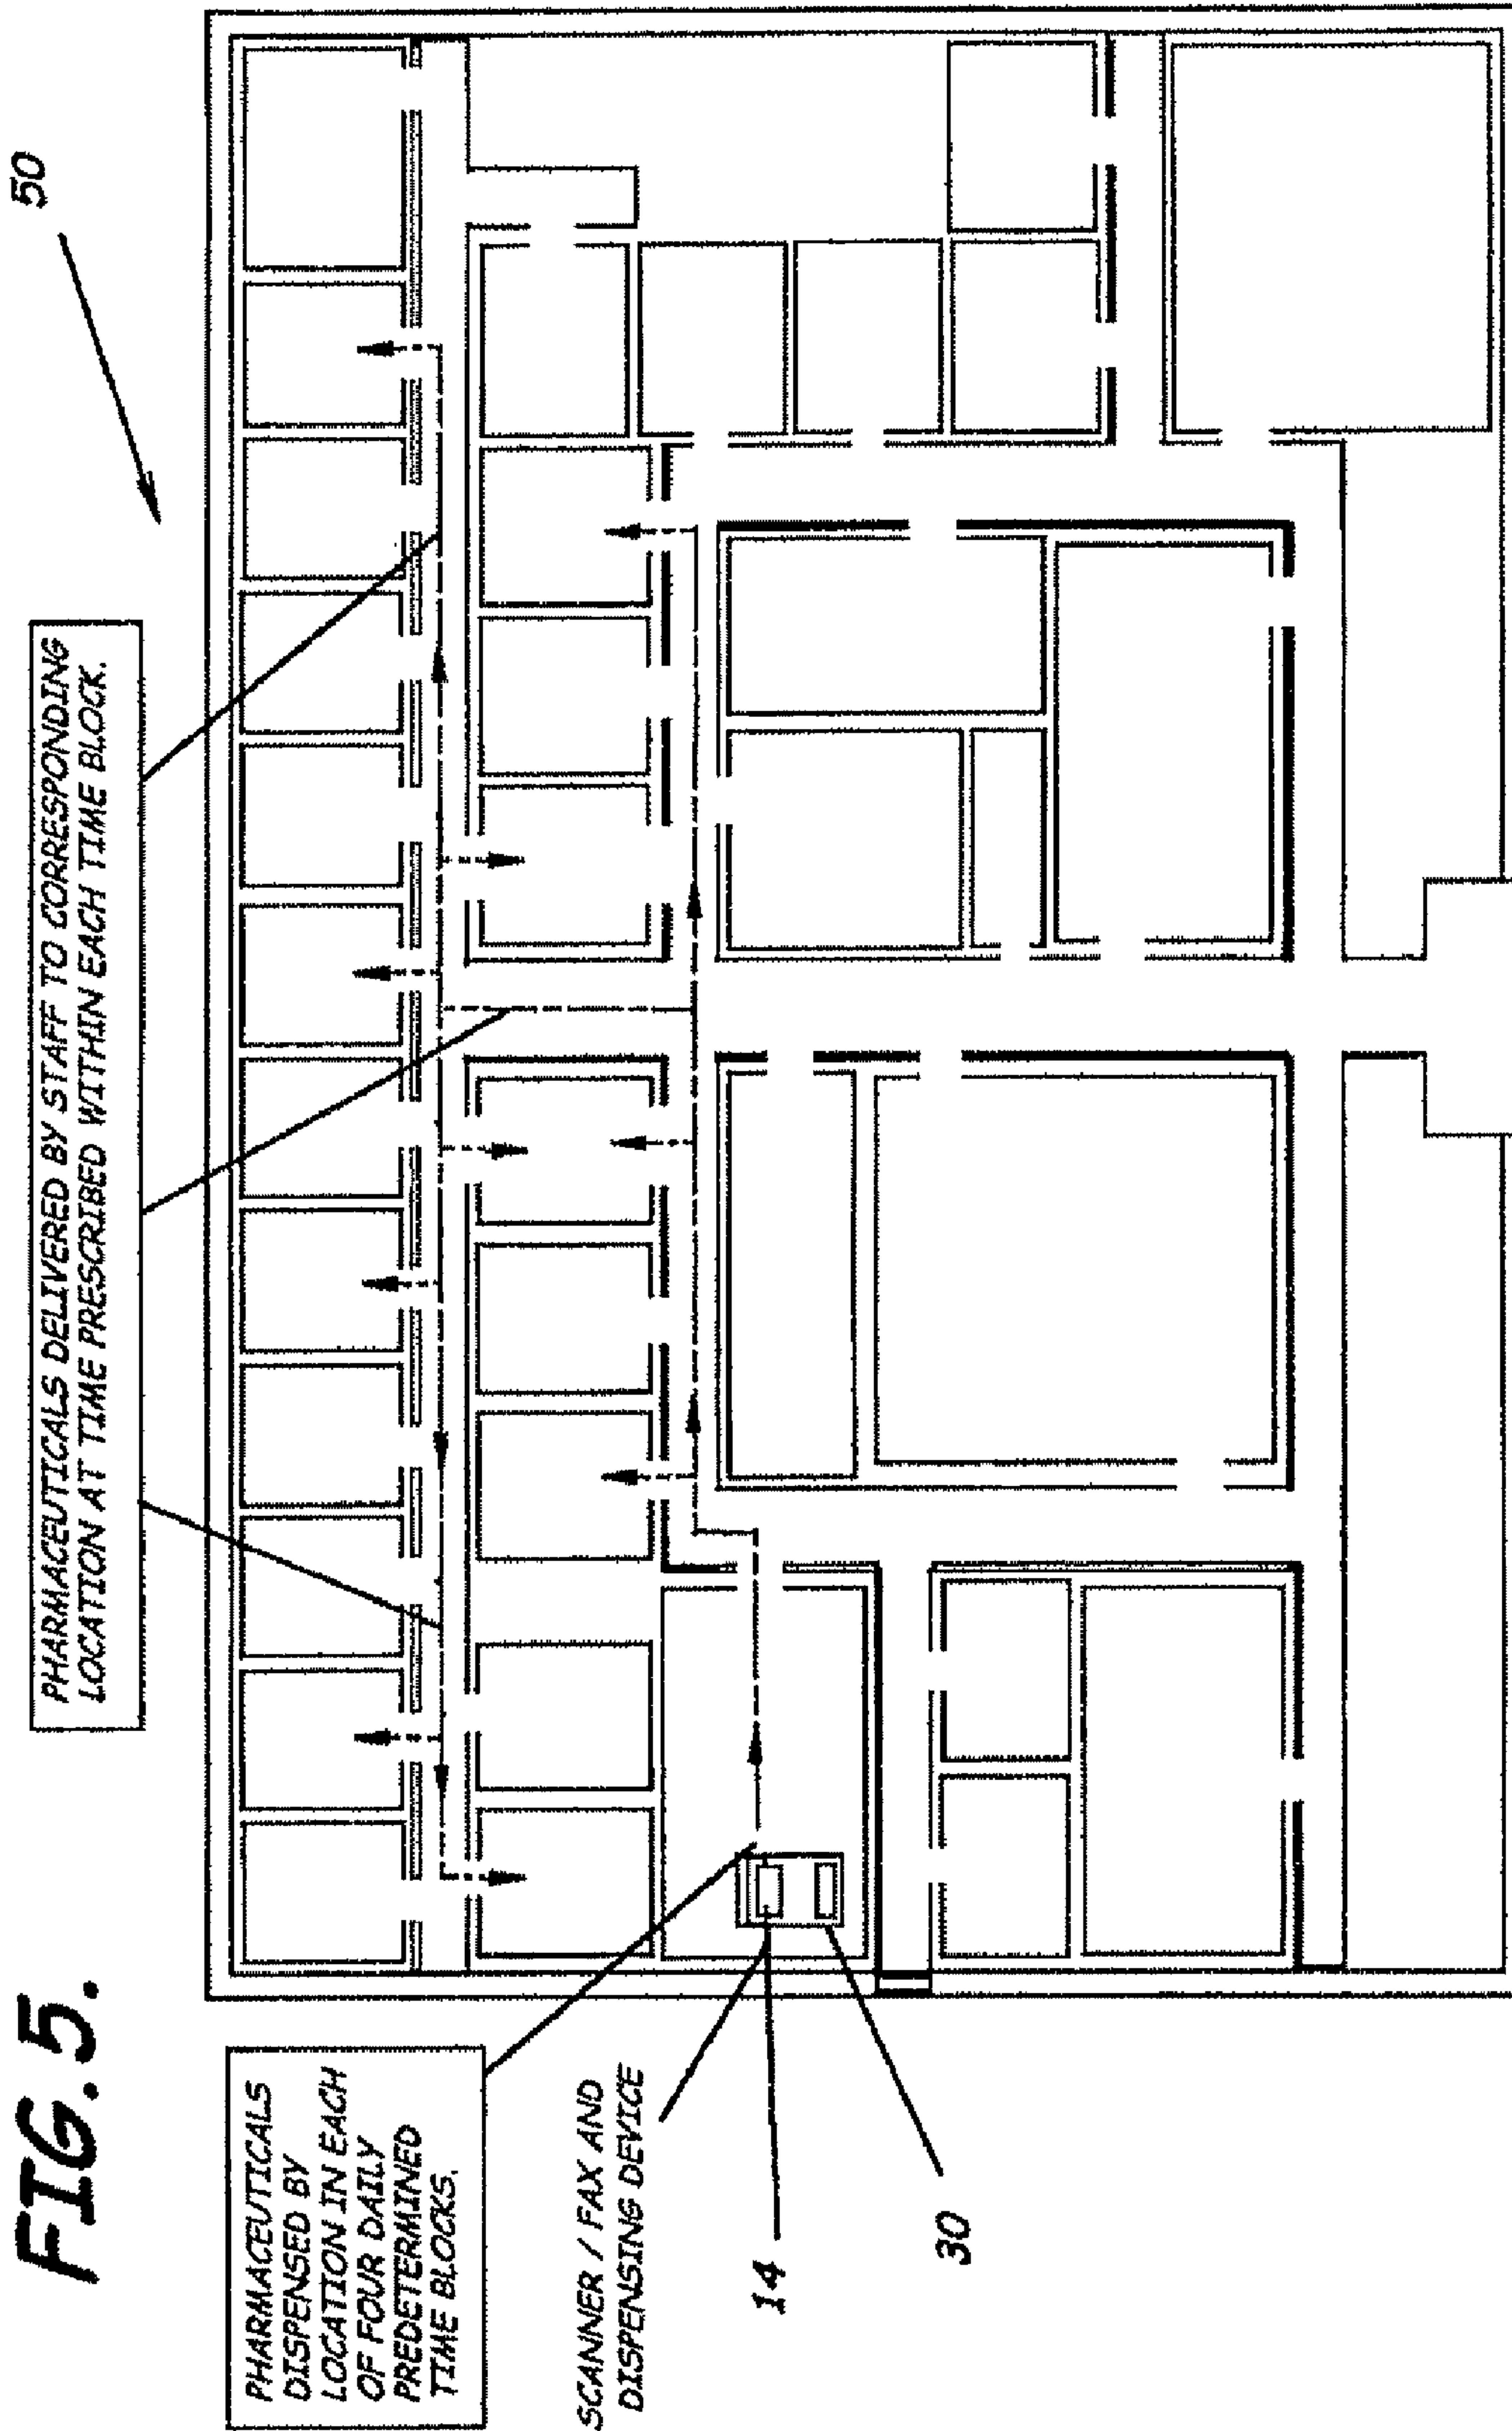 FIG. 5.
50
PHARMACEUTICALS DELIVERED BY STAFF TO CORRESPONDING
LOCATION AT TIME PRESCRIBED WITHIN EACH TIME BLOCK.
PHARMACEUTICALS
DISPENSED BY
LOCATION IN EACH
OF FOUR DAILY
PREDETERMINED
TIME BLOCKS.
SCANNER / FAX AND
DISPENSING DEVICE
14
30